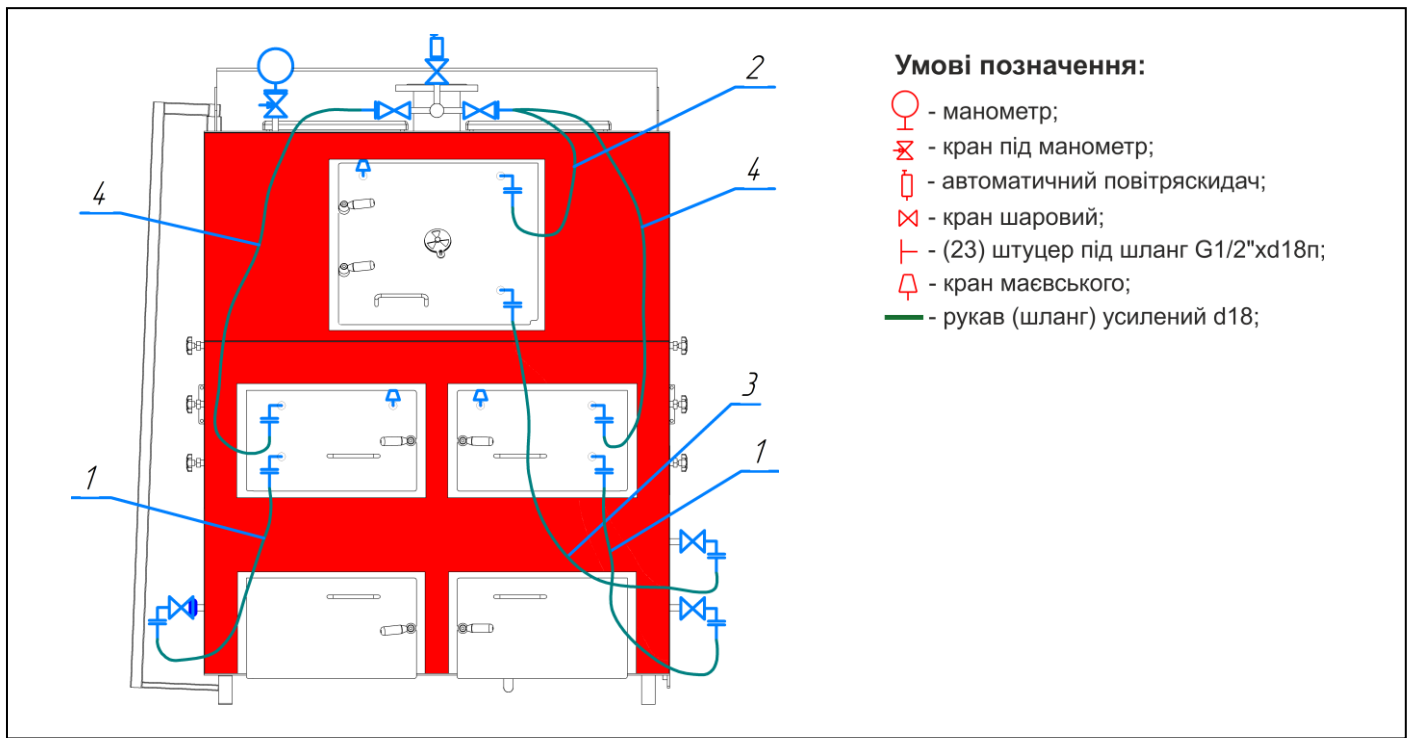 2
4
4
3
1
1
Умові позначення:
- манометр;
- кран під манометр;
- автоматичний повітряскидач;
- кран шаровий;
- (23) штуцер під шланг G1/2"xd18п;
- кран маєвського;
- рукав (шланг) усилений d18;